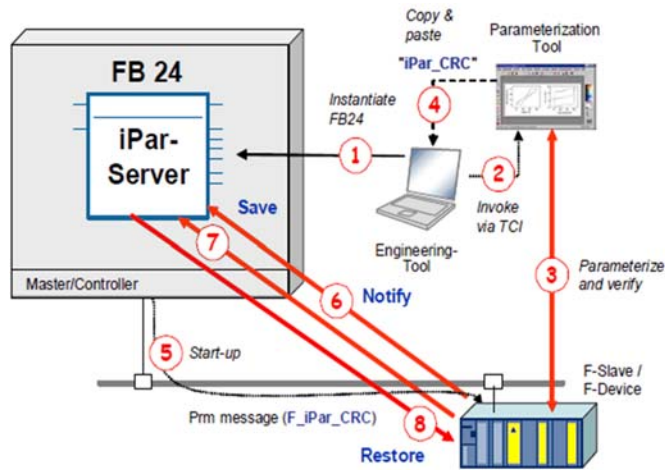 Copy &
paste
"iPar_CRC"
Parameterization
Tool
FB 24
iPar-
Server
Instantiate
FB24
4
1
2
Invoke
via TCI
Engineering-
Tool
Save
7
6
Notify
3
Parameterize
and verify
Master/Controller
5
Start-up
F-Slave /
F-Device
Prm message (F_iPar_CRC)
8
Restore